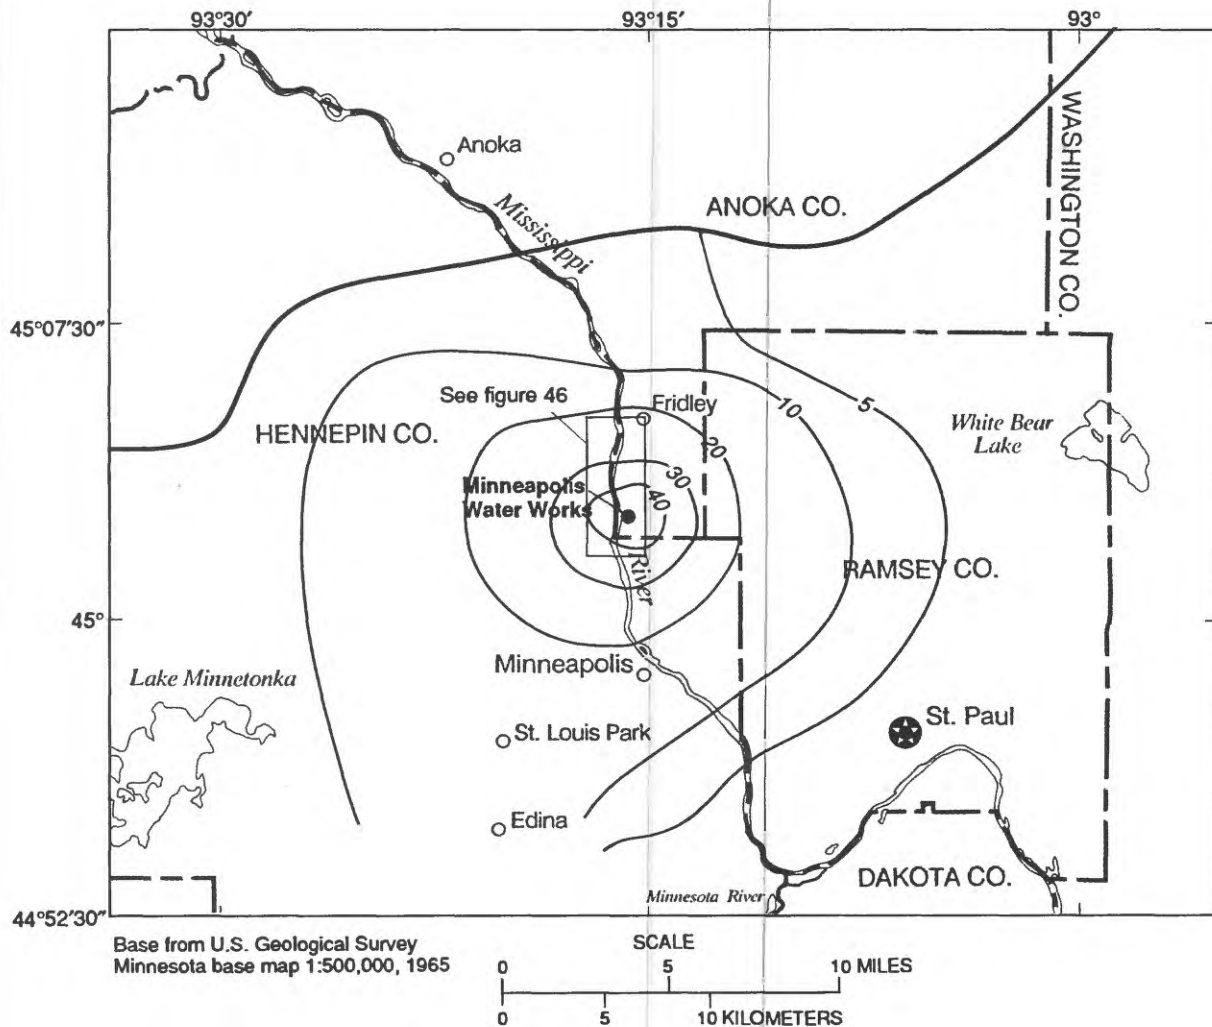 93°30′
93°15′
93°
Anoka
WASHINGTON CO.
Mississippi
ANOKA CO.
45°07′30″
See figure 46
Fridley
10
5
HENNEPIN CO.
20
White Bear
Lake
30
Minneapolis
Water Works
40
River
RAMSEY CO.
45°
Minneapolis
Lake Minnetonka
St. Paul
St. Louis Park
Edina
DAKOTA CO.
Minnesota River
44°52′30″
Base from U.S. Geological Survey
Minnesota base map 1:500,000, 1965
SCALE
0 5 10 MILES
0 5 10 KILOMETERS